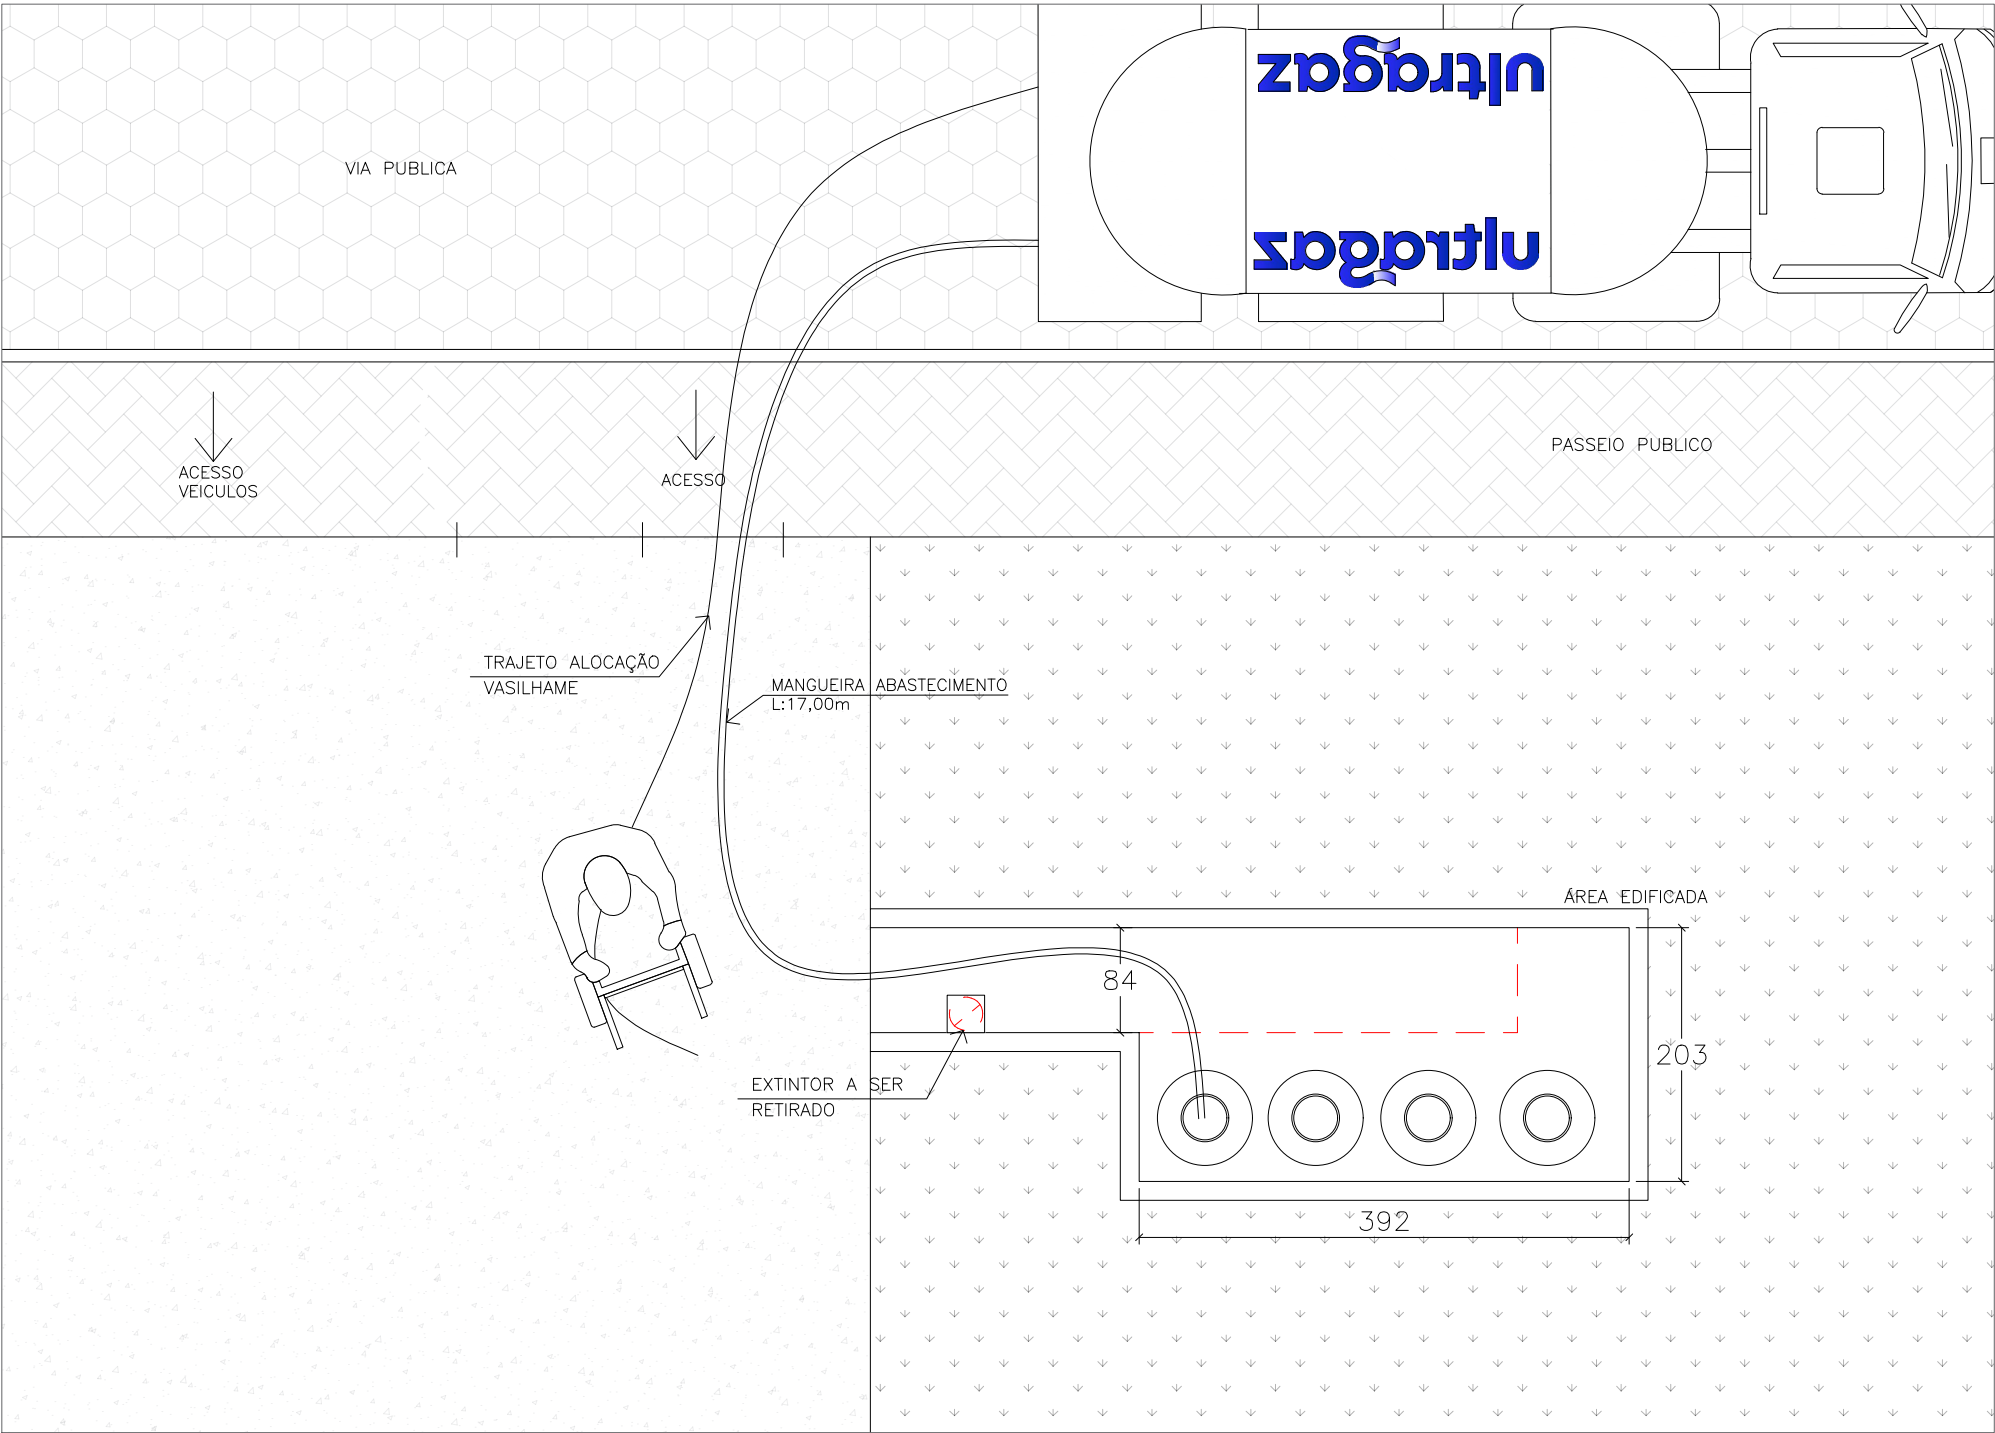 ultragaz
VIA PUBLICA
ultragaz
PASSEIO PUBLICO
ACESSO
VEICULOS
ACESSO
TRAJETO ALOCAÇÃO
VASILHAME
MANGUEIRA ABASTECIMENTO
L:17,00m
ÁREA EDIFICADA
84
203
EXTINTOR A SER
RETIRADO
392